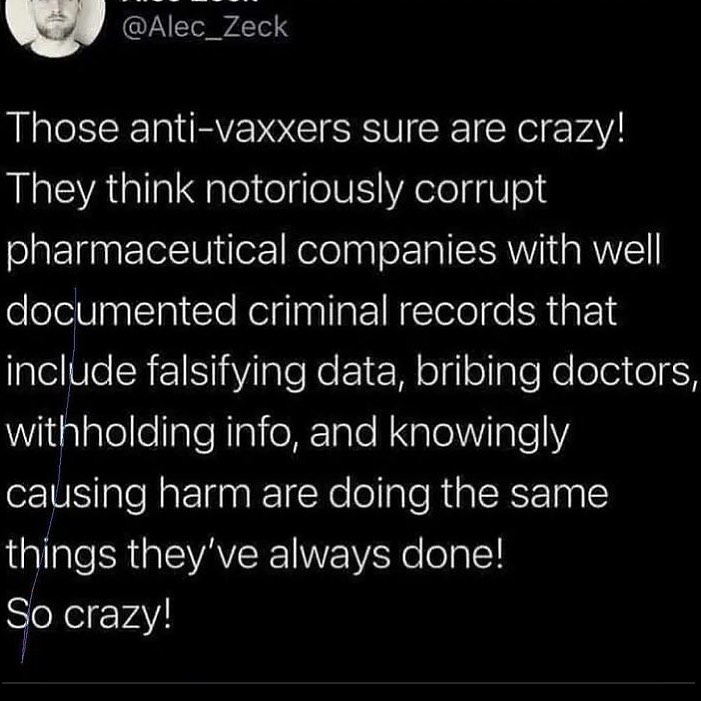 @Alec_Zeck
Those anti-vaxxers sure are crazy!
They think notoriously corrupt
pharmaceutical companies with well
documented criminal records that
include falsifying data, bribing doctors,
withholding info, and knowingly
causing harm are doing the same
things they've always done!
So crazy!